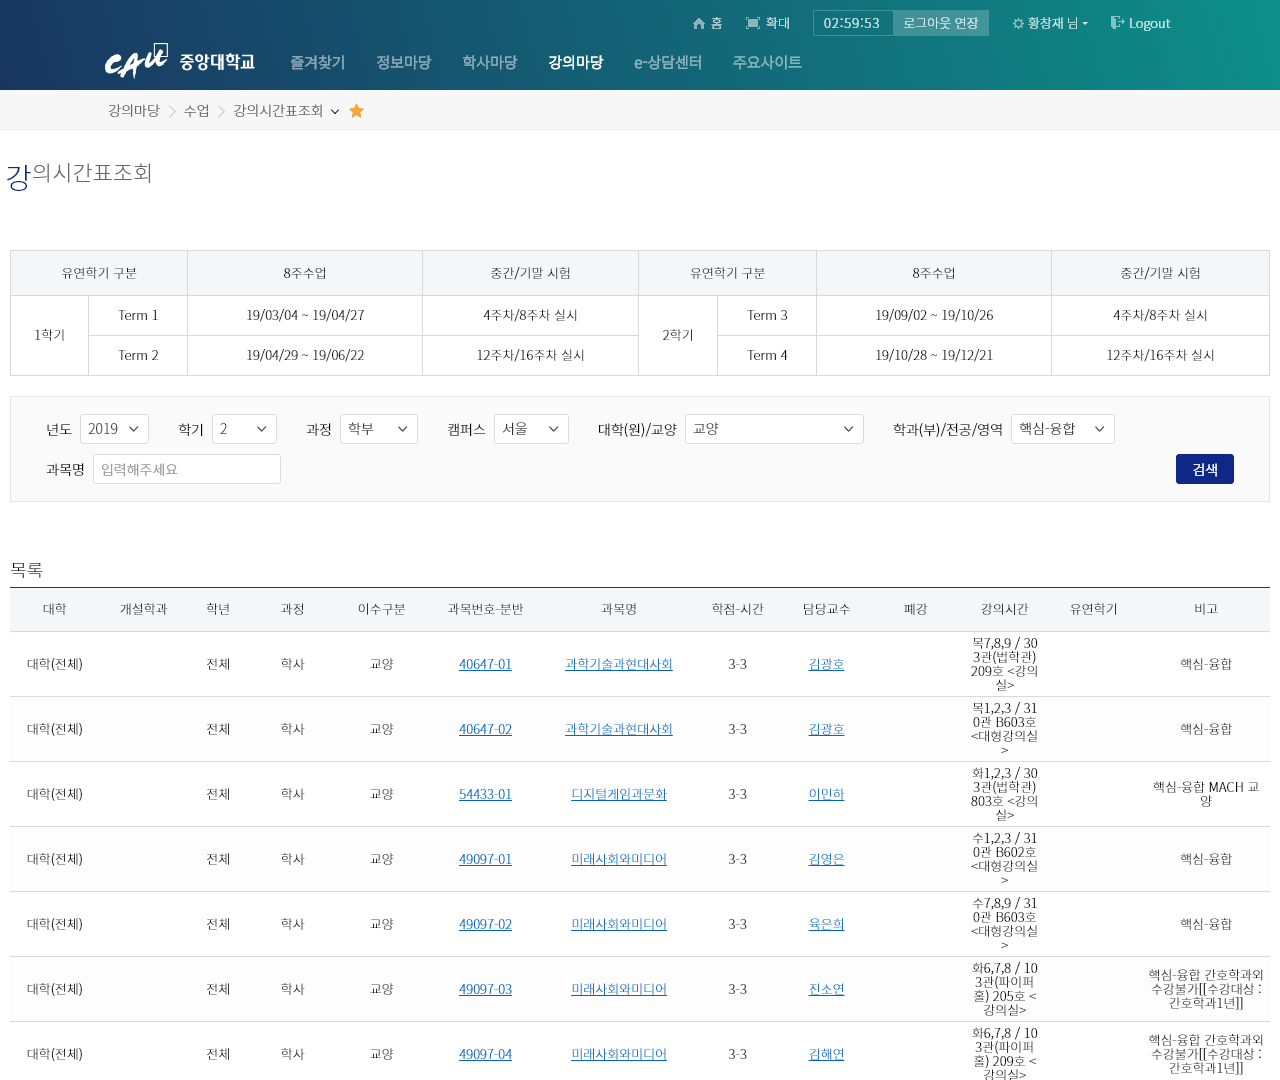 홈 확대 02:59:53 로그아웃 연장 황창재 님 Logout
CAU 중앙대학교 즐겨찾기 정보마당 학사마당 강의마당 e-상담센터 주요사이트
강의마당 수업 강의시간표조회
강의시간표조회
유연학기 구분 8주수업 중간/기말 시험 유연학기 구분 8주수업 중간/기말 시험
1학기 Term 1 19/03/04 ~ 19/04/27 4주차/8주차 실시 2학기 Term 3 19/09/02 ~ 19/10/26 4주차/8주차 실시
Term 2 19/04/29 ~ 19/06/22 12주차/16주차 실시 Term 4 19/10/28 ~ 19/12/21 12주차/16주차 실시
년도 2019 학기 2 과정 학부 캠퍼스 서울 대학(원)/교양 교양 학과(부)/전공/영역 핵심-융합
과목명 입력해주세요 검색
목록
대학 개설학과 학년 과정 이수구분 과목번호-분반 과목명 학점-시간 담당교수 폐강 강의시간 유연학기 비고
대학(전체) 전체 학사 교양 40647-01 과학기술과현대사회 3-3 김광호 목7,8,9 / 30
3관(법학관)
209호 <강의
실> 핵심-융합
대학(전체) 전체 학사 교양 40647-02 과학기술과현대사회 3-3 김광호 목1,2,3 / 31
0관 B603호
<대형강의실
> 핵심-융합
대학(전체) 전체 학사 교양 54433-01 디지털게임과문화 3-3 이민하 화1,2,3 / 30
3관(법학관)
803호 <강의
실> 핵심-융합 MACH 교
양
대학(전체) 전체 학사 교양 49097-01 미래사회와미디어 3-3 김영은 수1,2,3 / 31
0관 B602호
<대형강의실
> 핵심-융합
대학(전체) 전체 학사 교양 49097-02 미래사회와미디어 3-3 육은희 수7,8,9 / 31
0관 B603호
<대형강의실
> 핵심-융합
대학(전체) 전체 학사 교양 49097-03 미래사회와미디어 3-3 진소연 화6,7,8 / 10
3관(파이퍼
홀) 205호 <
강의실> 핵심-융합 간호학과외
수강불가[[수강대상 :
간호학과1년]]
대학(전체) 전체 학사 교양 49097-04 미래사회와미디어 3-3 김해연 화6,7,8 / 10
3관(파이퍼
홀) 209호 <
강의실> 핵심-융합 간호학과외
수강불가[[수강대상 :
간호학과1년]]